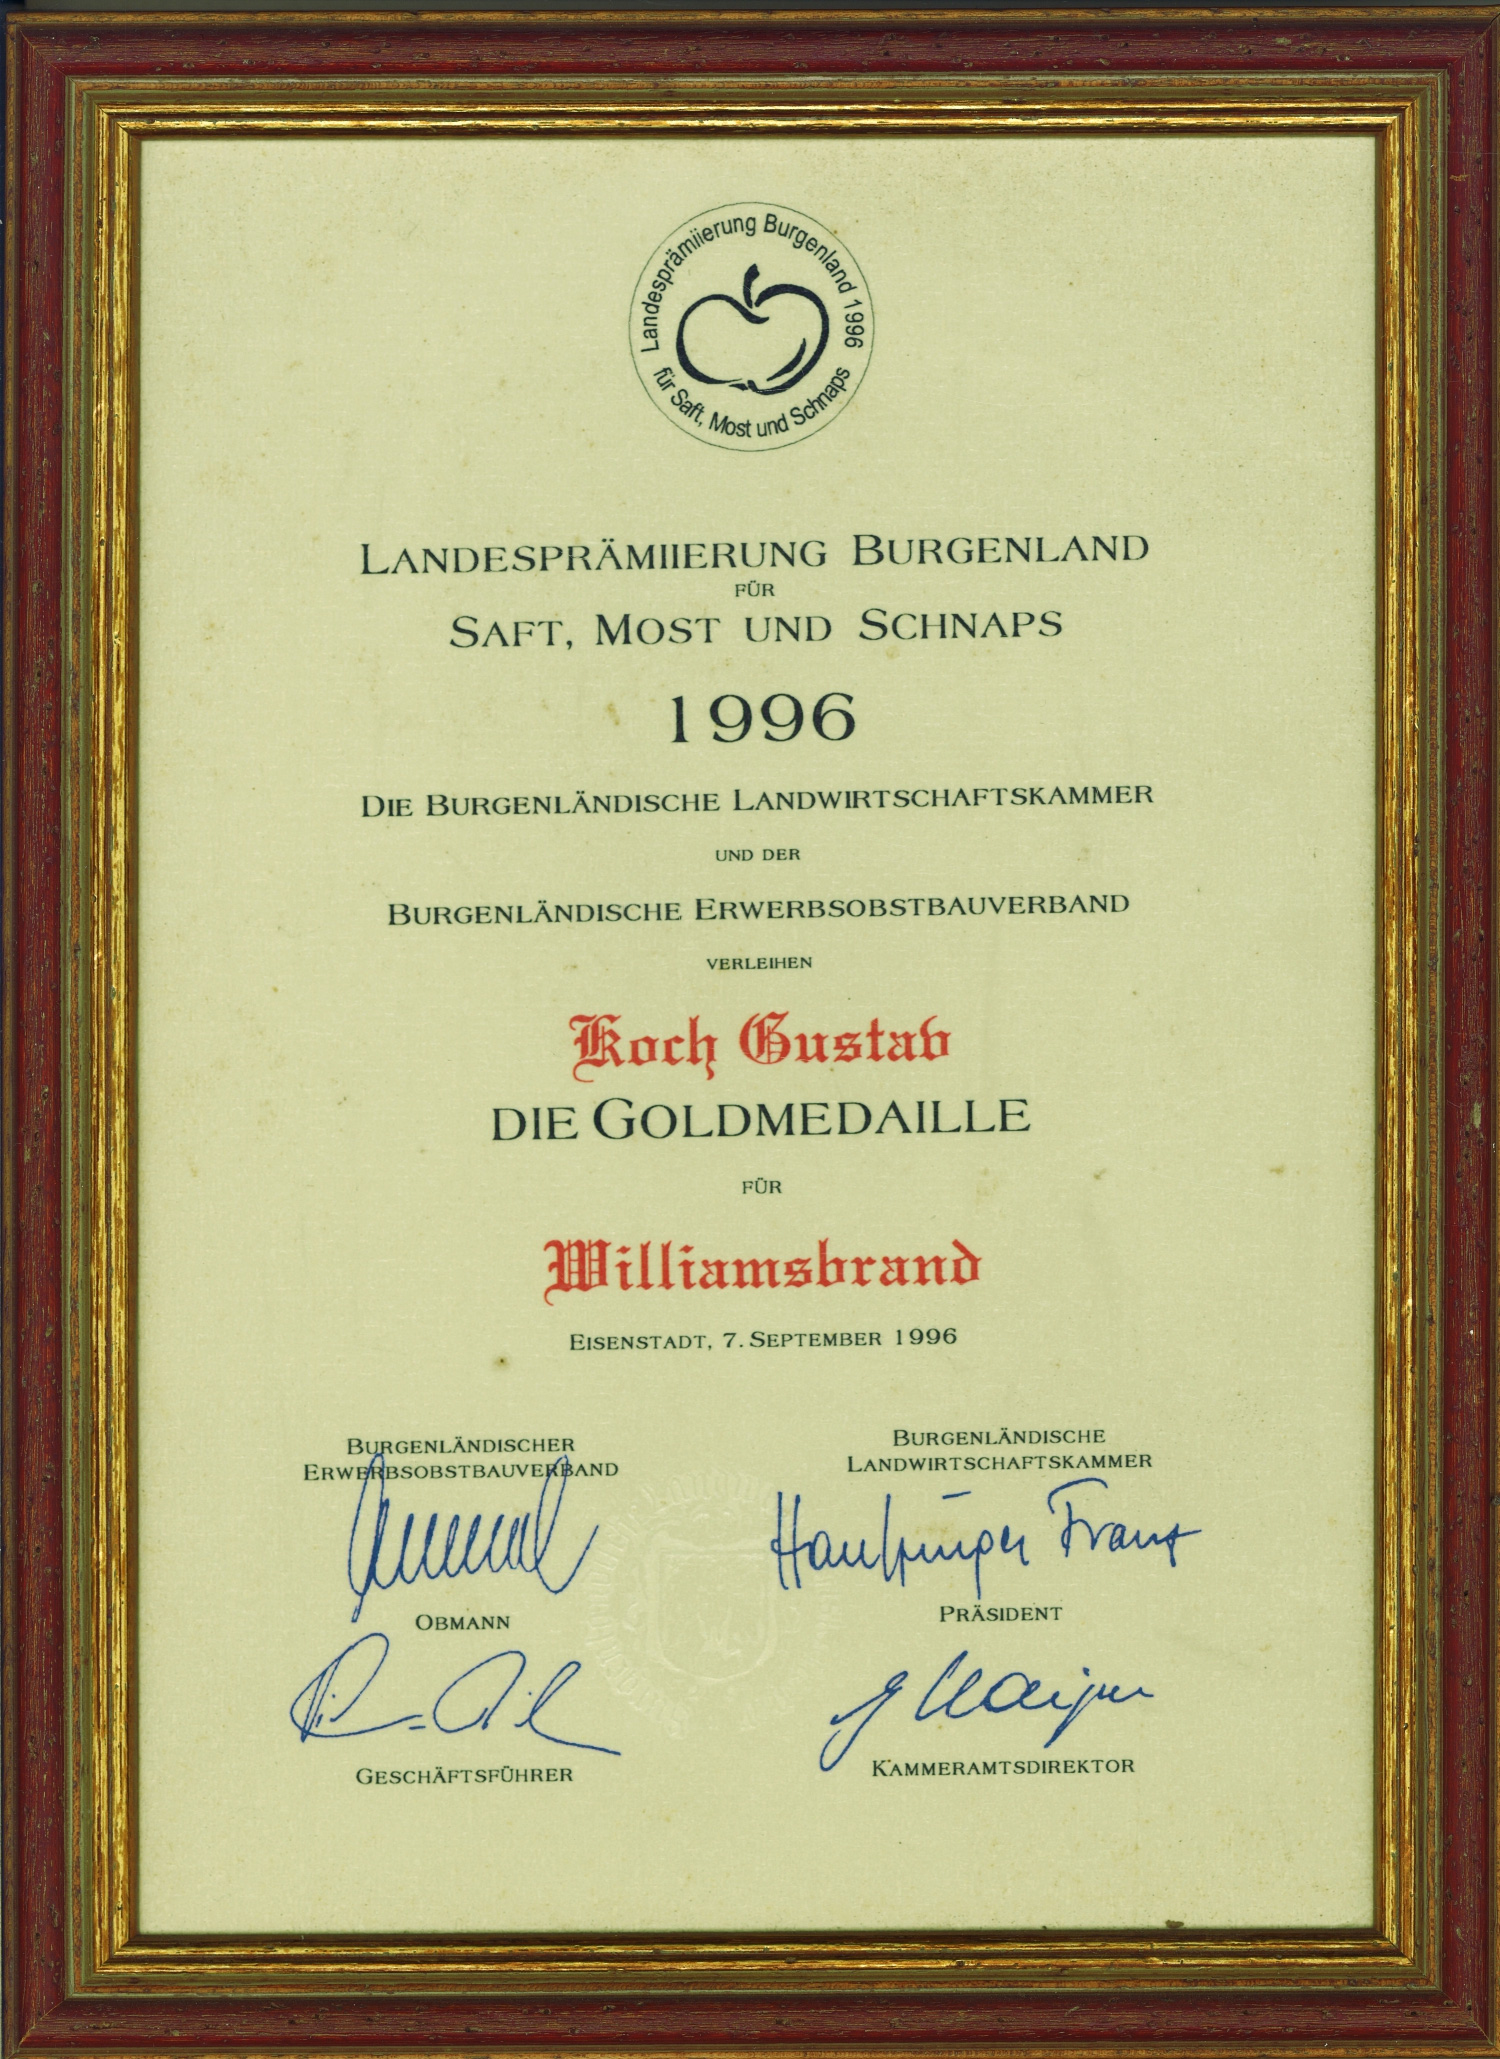 Landesprämiierung Burgenland 1996
für Saft, Most und Schnaps
LANDESPRÄMIIERUNG BURGENLAND
FÜR
SAFT, MOST UND SCHNAPS
1996
DIE BURGENLÄNDISCHE LANDWIRTSCHAFTSKAMMER
UND DER
BURGENLÄNDISCHE ERWERBSOBSTBAUVERBAND
VERLEIHEN
Koch Gustav
DIE GOLDMEDAILLE
FÜR
Williamsbrand
EISENSTADT, 7. SEPTEMBER 1996
BURGENLÄNDISCHER
ERWERBSOBSTBAUVERBAND
OBMANN
GESCHÄFTSFÜHRER
BURGENLÄNDISCHE
LANDWIRTSCHAFTSKAMMER
Franz
PRÄSIDENT
KAMMERAMTSDIREKTOR